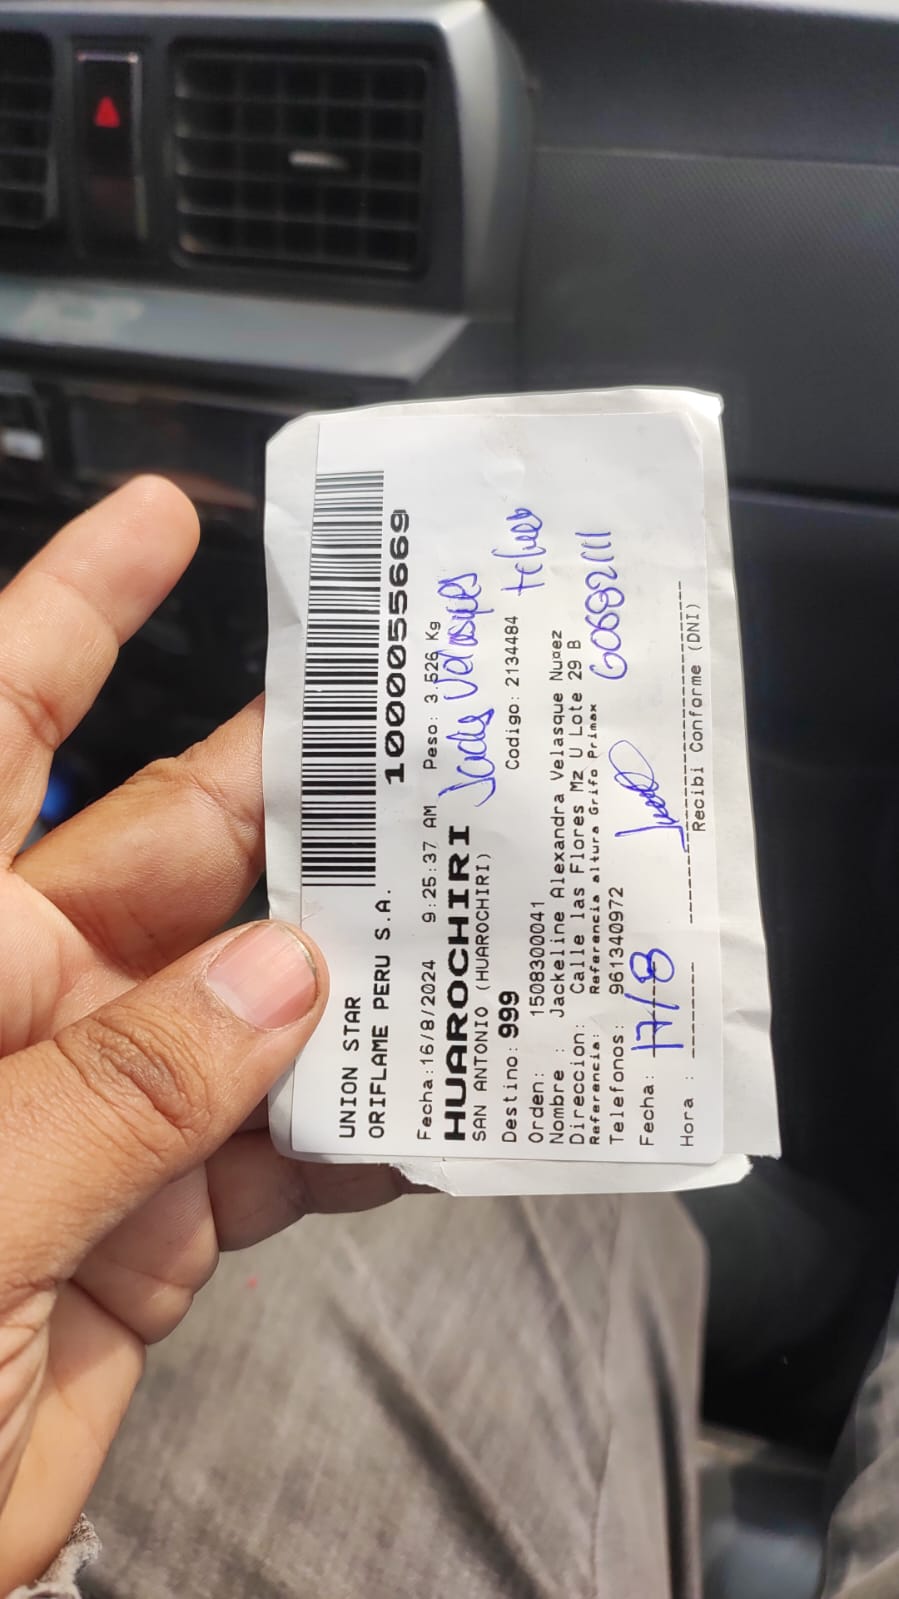 UNION STAR
ORIFLAME PERU S.A.
1000055669
Fecha:16/8/2024 9:25:37 AM Peso: 3.526 Kg
HUAROCHIRI
SAN ANTONIO (HUAROCHIRI)
Destino: 999 Codigo: 2134484
Orden: 1508300041
Nombre : Jackeline Alexandra Velasque Nuñez
Direccion: Calle las Flores Mz U Lote 29 B
Referencia: Referencia altura Grifo Primax
Telefonos: 961340972
Fecha: 17/8
Hora :
Recibi Conforme (DNI)